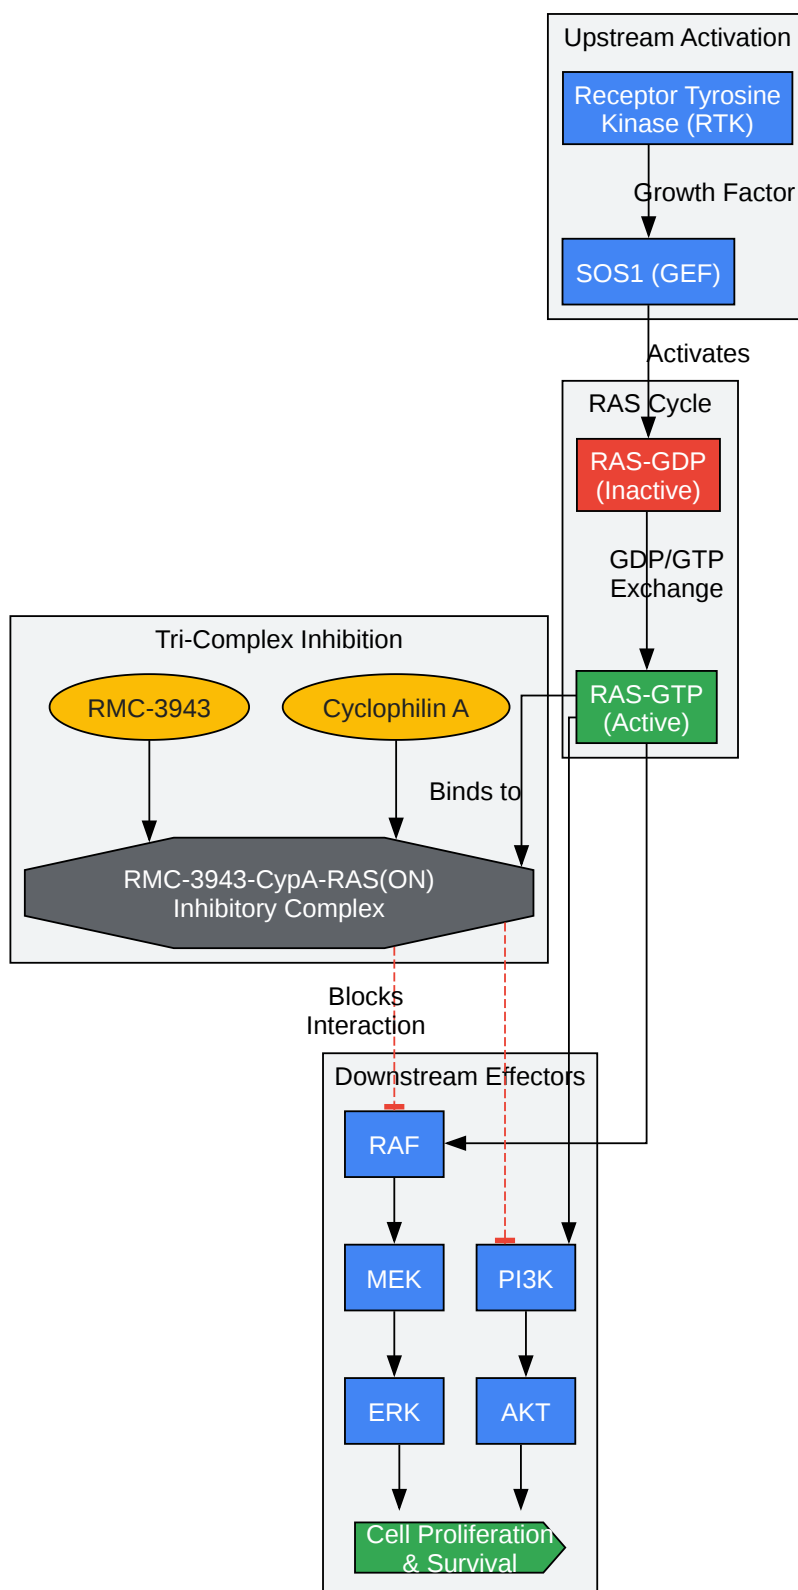 Upstream Activation
Receptor Tyrosine
Kinase (RTK)
Growth Factor
SOS1 (GEF)
Activates
RAS Cycle
RAS-GDP
(Inactive)
GDP/GTP
Exchange
RAS-GTP
(Active)
Tri-Complex Inhibition
RMC-3943
Cyclophilin A
Binds to
RMC-3943-CypA-RAS(ON)
Inhibitory Complex
Blocks
Interaction
Downstream Effectors
RAF
MEK
PI3K
ERK
AKT
Cell Proliferation
& Survival